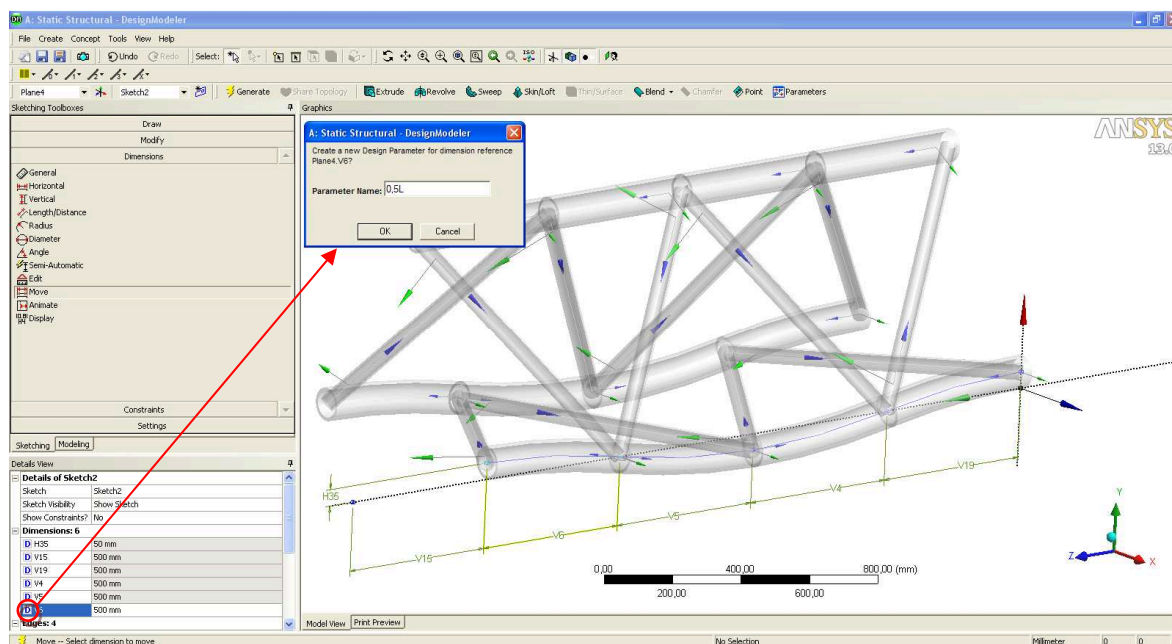 A: Static Structural - DesignModeler
File Create Concept Tools View Help
Undo Redo Select:
Plane4 Sketch2 Generate Share Topology Extrude Revolve Sweep Skin/Loft Thin/Surface Blend Chamfer Point Parameters
Sketching Toolboxes
Draw
Modify
Dimensions
General
Horizontal
Vertical
Length/Distance
Radius
Diameter
Angle
Semi-Automatic
Edit
Move
Animate
Display
Constraints
Settings
Sketching Modeling
Details View
Details of Sketch2
Sketch Sketch2
Sketch Visibility Show Sketch
Show Constraints? No
Dimensions: 6
D H35 50 mm
D V15 500 mm
D V19 500 mm
D V4 500 mm
D V5 500 mm
D V6 500 mm
Edges: 4
Graphics
A: Static Structural - DesignModeler
Create a new Design Parameter for dimension reference
Plane4.V6?
Parameter Name: 0,5L
OK Cancel
ANSYS
13.0
H35
V15
V6
V5
V4
V19
0,00 400,00 800,00 (mm)
200,00 600,00
Y
Z
X
Model View Print Preview
Move -- Select dimension to move No Selection Millimeter 0 0